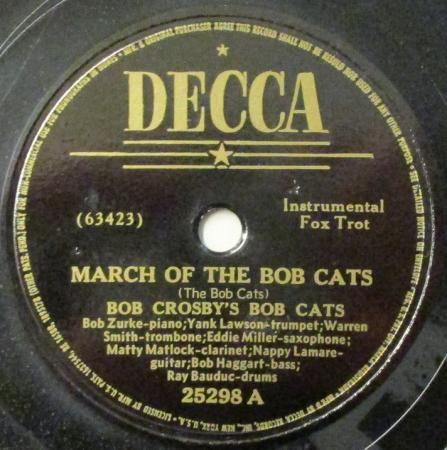 DECCA
(63423)
Instrumental
Fox Trot
MARCH OF THE BOB CATS
(The Bob Cats)
BOB CROSBY'S BOB CATS
Bob Zurke-piano;Yank Lawson-trumpet;Warren
Smith-trombone;Eddie Miller-saxophone;
Matty Matlock-clarinet;Nappy Lamare-
guitar;Bob Haggart-bass;
Ray Bauduc-drums
25298 A